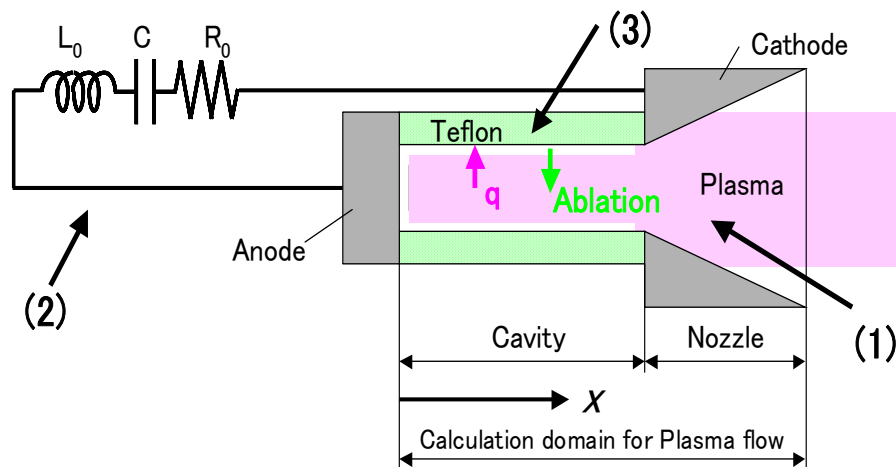 L₀ C R₀
(3)
Cathode
Teflon
q
Ablation
Plasma
Anode
(2)
(1)
Cavity
Nozzle
x
Calculation domain for Plasma flow